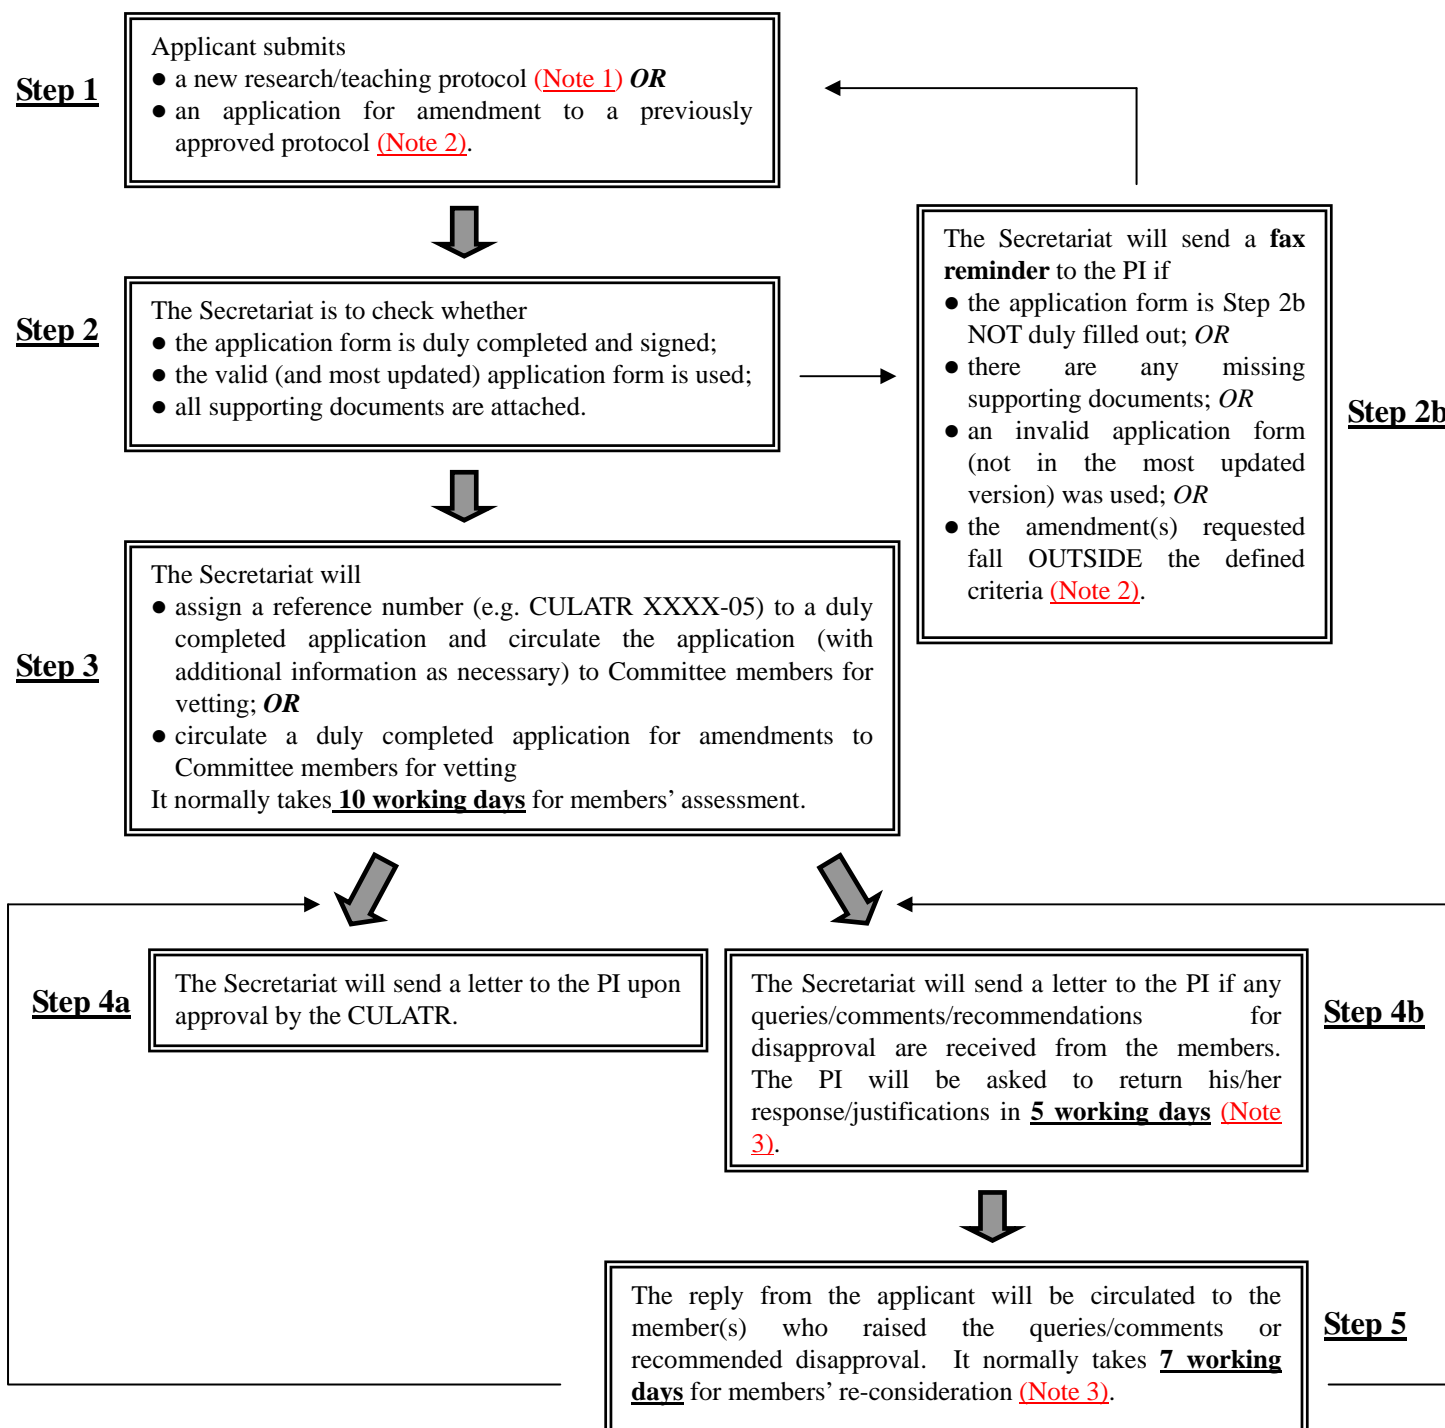 Step 1
Applicant submits
● a new research/teaching protocol (Note 1) OR
● an application for amendment to a previously
approved protocol (Note 2).
Step 2
The Secretariat is to check whether
● the application form is duly completed and signed;
● the valid (and most updated) application form is used;
● all supporting documents are attached.
The Secretariat will send a fax
reminder to the PI if
● the application form is Step 2b
NOT duly filled out; OR
● there are any missing
supporting documents; OR
● an invalid application form
(not in the most updated
version) was used; OR
● the amendment(s) requested
fall OUTSIDE the defined
criteria (Note 2).
Step 2b
Step 3
The Secretariat will
● assign a reference number (e.g. CULATR XXXX-05) to a duly
completed application and circulate the application (with
additional information as necessary) to Committee members for
vetting; OR
● circulate a duly completed application for amendments to
Committee members for vetting
It normally takes 10 working days for members' assessment.
Step 4a
The Secretariat will send a letter to the PI upon
approval by the CULATR.
The Secretariat will send a letter to the PI if any
queries/comments/recommendations for
disapproval are received from the members.
The PI will be asked to return his/her
response/justifications in 5 working days (Note
3).
Step 4b
The reply from the applicant will be circulated to the
member(s) who raised the queries/comments or
recommended disapproval. It normally takes 7 working
days for members' re-consideration (Note 3).
Step 5